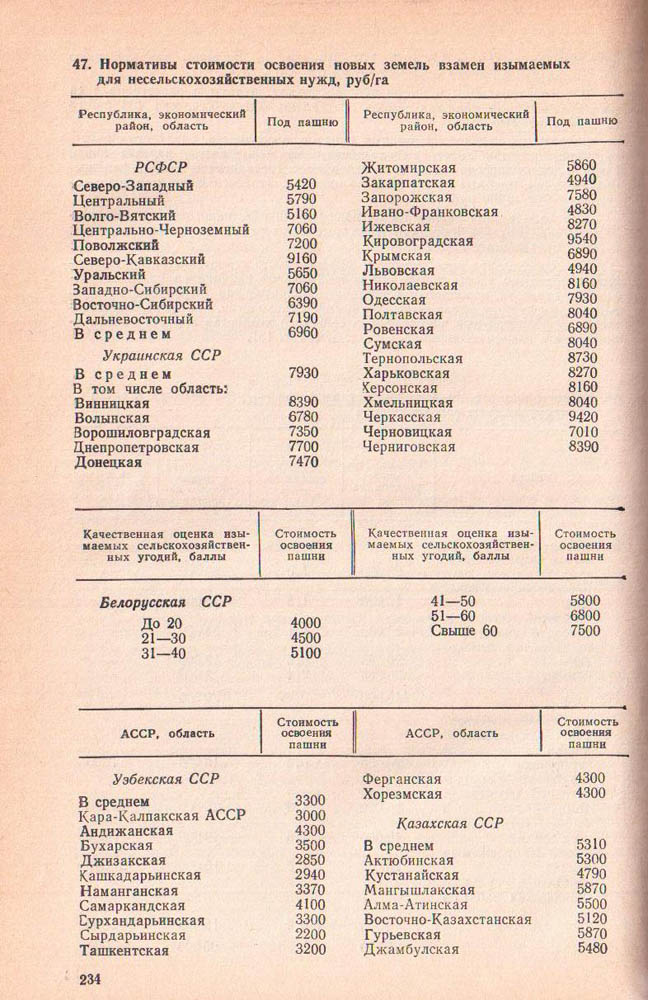 47. Нормативы стоимости освоения новых земель взамен изымаемых
для несельскохозяйственных нужд, руб/га
Республика, экономический район, область
Под пашню
Республика, экономический район, область
Под пашню
РСФСР
Северо-Западный 5420
Центральный 5790
Волго-Вятский 5160
Центрально-Черноземный 7060
Поволжский 7200
Северо-Кавказский 9160
Уральский 5650
Западно-Сибирский 7060
Восточно-Сибирский 6390
Дальневосточный 7190
В среднем 6960
Украинская ССР
В среднем 7930
В том числе область:
Винницкая 8390
Волынская 6780
Ворошиловградская 7350
Днепропетровская 7700
Донецкая 7470
Житомирская 5860
Закарпатская 4940
Запорожская 7580
Ивано-Франковская 4830
Ижевская 8270
Кировоградская 9540
Крымская 6890
Львовская 4940
Николаевская 8160
Одесская 7930
Полтавская 8040
Ровенская 6890
Сумская 8040
Тернопольская 8730
Харьковская 8270
Херсонская 8160
Хмельницкая 8040
Черкасская 9420
Черновицкая 7010
Черниговская 8390
Качественная оценка изы-
маемых сельскохозяйствен-
ных угодий, баллы
Стоимость
освоения
пашни
Качественная оценка изы-
маемых сельскохозяйствен-
ных угодий, баллы
Стоимость
освоения
пашни
Белорусская ССР
До 20 4000
21—30 4500
31—40 5100
41—50 5800
51—60 6800
Свыше 60 7500
АССР, область
Стоимость
освоения
пашни
АССР, область
Стоимость
освоения
пашни
Узбекская ССР
В среднем 3300
Кара-Калпакская АССР 3000
Андижанская 4300
Бухарская 3500
Джизакская 2850
Кашкадарьинская 2940
Наманганская 3370
Самаркандская 4100
Сурхандарьинская 3300
Сырдарьинская 2200
Ташкентская 3200
Ферганская 4300
Хорезмская 4300
Казахская ССР
В среднем 5310
Актюбинская 5300
Кустанайская 4790
Мангышлакская 5870
Алма-Атинская 5500
Восточно-Казахстанская 5120
Гурьевская 5870
Джамбулская 5480
234